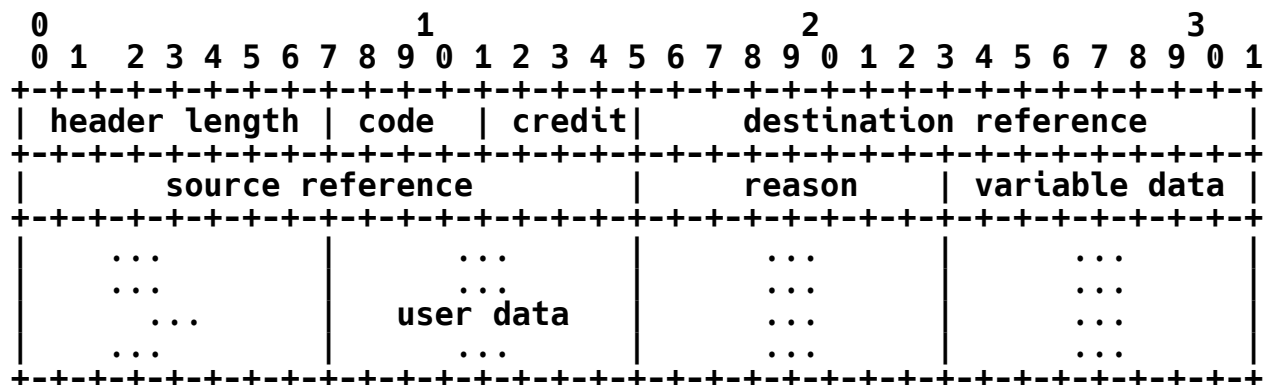 0 1 2 3
0 1 2 3 4 5 6 7 8 9 0 1 2 3 4 5 6 7 8 9 0 1 2 3 4 5 6 7 8 9 0 1
+-+-+-+-+-+-+-+-+-+-+-+-+-+-+-+-+-+-+-+-+-+-+-+-+-+-+-+-+-+-+-+-+
| header length | code | credit| destination reference |
+-+-+-+-+-+-+-+-+-+-+-+-+-+-+-+-+-+-+-+-+-+-+-+-+-+-+-+-+-+-+-+-+
| source reference | reason | variable data |
+-+-+-+-+-+-+-+-+-+-+-+-+-+-+-+-+-+-+-+-+-+-+-+-+-+-+-+-+-+-+-+-+
| ... | ... | ... | ... |
| ... | ... | ... | ... |
| ... | user data | ... | ... |
| ... | ... | ... | ... |
+-+-+-+-+-+-+-+-+-+-+-+-+-+-+-+-+-+-+-+-+-+-+-+-+-+-+-+-+-+-+-+-+